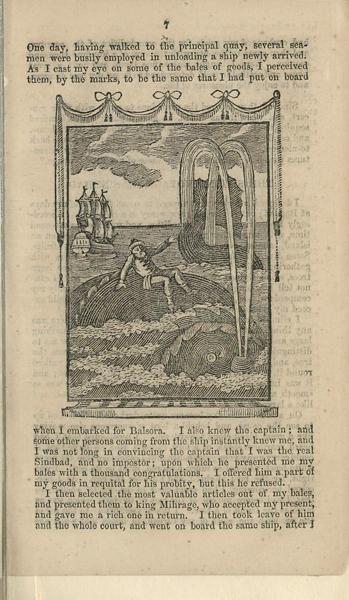 7
One day, having walked to the principal quay, several sea-
men were busily employed in unloading a ship newly arrived.
As I cast my eye on some of the bales of goods, I perceived
them, by the marks, to be the same that I had put on board
when I embarked for Balsora. I also knew the captain; and
some other persons coming from the ship instantly knew me, and
I was not long in convincing the captain that I was the real
Sindbad, and no impostor; upon which he presented me my
bales with a thousand congratulations. I offered him a part of
my goods in requital for his probity, but this he refused.
I then selected the most valuable articles out of my bales,
and presented them to king Mihrage, who accepted my present,
and gave me a rich one in return. I then took leave of him
and the whole court, and went on board the same ship, after I